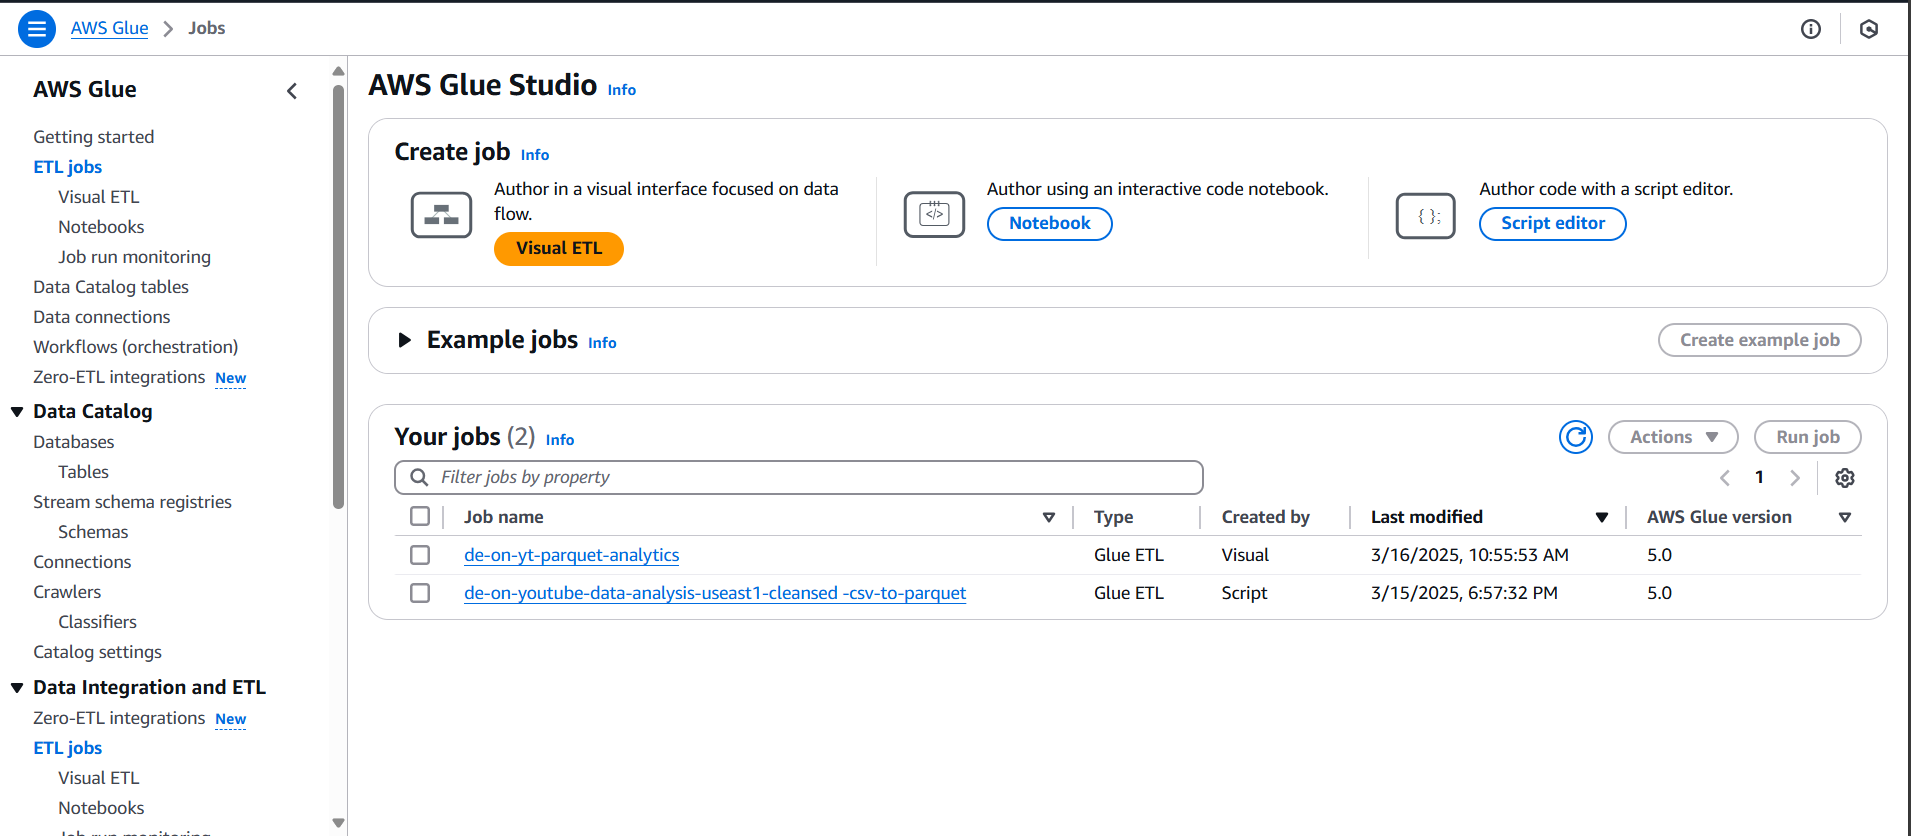 AWS Glue > Jobs
AWS Glue
Getting started
ETL jobs
Visual ETL
Notebooks
Job run monitoring
Data Catalog tables
Data connections
Workflows (orchestration)
Zero-ETL integrations New
Data Catalog
Databases
Tables
Stream schema registries
Schemas
Connections
Crawlers
Classifiers
Catalog settings
Data Integration and ETL
Zero-ETL integrations New
ETL jobs
Visual ETL
Notebooks
Job run monitoring
AWS Glue Studio Info
Create job Info
Author in a visual interface focused on data
flow.
Visual ETL
</>
Author using an interactive code notebook.
Notebook
{ };
Author code with a script editor.
Script editor
Example jobs Info
Create example job
Your jobs (2) Info
Actions
Run job
Filter jobs by property
1
Job name Type Created by Last modified AWS Glue version
de-on-yt-parquet-analytics Glue ETL Visual 3/16/2025, 10:55:53 AM 5.0
de-on-youtube-data-analysis-useast1-cleansed -csv-to-parquet Glue ETL Script 3/15/2025, 6:57:32 PM 5.0